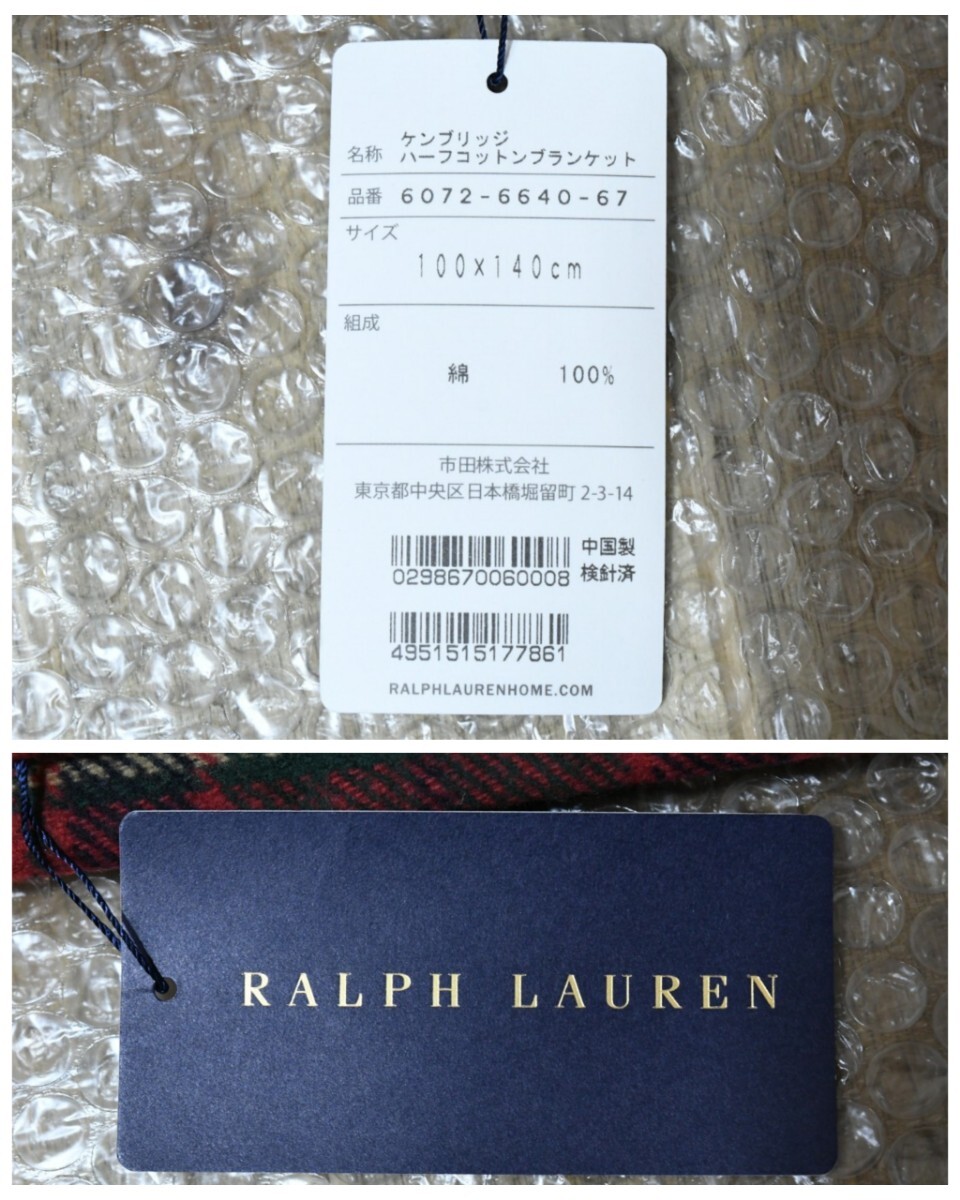 名称 ケンブリッジ
ハーフコットンブランケット
品番 6072-6640-67
サイズ
100×140cm
組成
綿 100%
市田株式会社
東京都中央区日本橋堀留町 2-3-14
中国製
0298670060008 検針済
4951515177861
RALPHLAURENHOME.COM
RALPH LAUREN